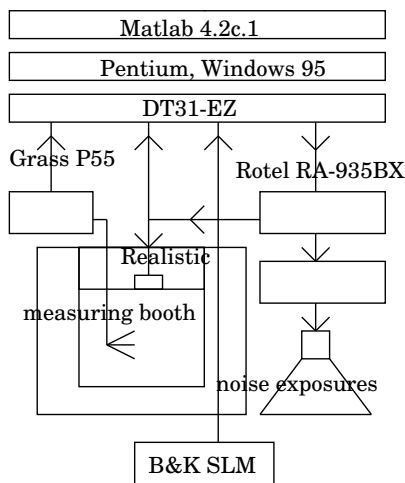 Matlab 4.2c.1
Pentium, Windows 95
DT31-EZ
Grass P55
Rotel RA-935BX
Realistic
measuring booth
noise exposures
B&K SLM